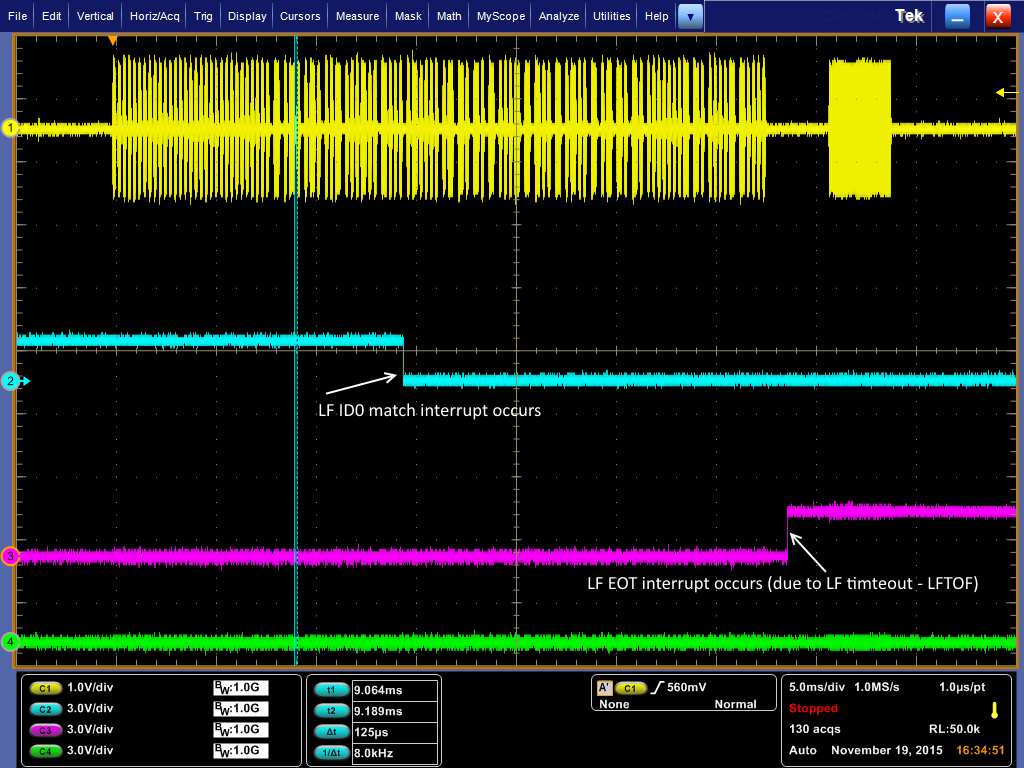 File Edit Vertical Horiz/Acq Trig Display Cursors Measure Mask Math MyScope Analyze Utilities Help ▼ Tek X
1
2
LF ID0 match interrupt occurs
3
LF EOT interrupt occurs (due to LF timteout - LFTOF)
4
C1 1.0V/div BW:1.0G
C2 3.0V/div BW:1.0G
C3 3.0V/div BW:1.0G
C4 3.0V/div BW:1.0G
t1 9.064ms
t2 9.189ms
Δt 125µs
1/Δt 8.0kHz
A' C1 560mV
None Normal
5.0ms/div 1.0MS/s 1.0µs/pt
Stopped
130 acqs RL:50.0k
Auto November 19, 2015 16:34:51